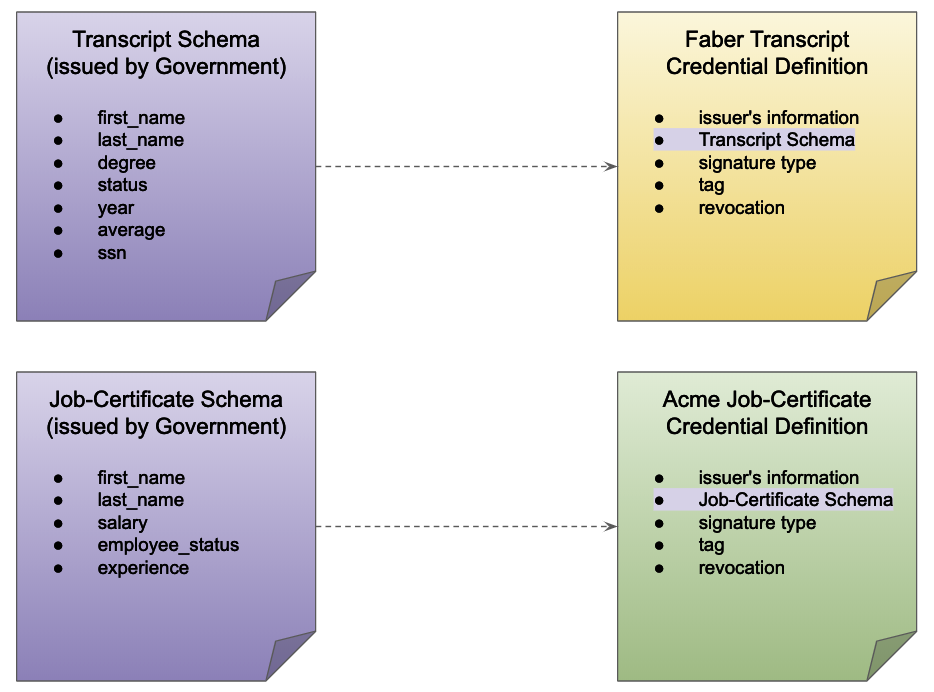 Transcript Schema
(issued by Government)
● first_name
● last_name
● degree
● status
● year
● average
● ssn
Faber Transcript
Credential Definition
● issuer's information
● Transcript Schema
● signature type
● tag
● revocation
Job-Certificate Schema
(issued by Government)
● first_name
● last_name
● salary
● employee_status
● experience
Acme Job-Certificate
Credential Definition
● issuer's information
● Job-Certificate Schema
● signature type
● tag
● revocation